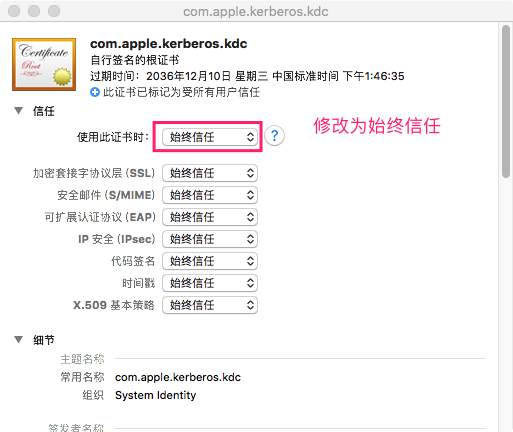 com.apple.kerberos.kdc
Certificate
Root
com.apple.kerberos.kdc
自行签名的根证书
过期时间：2036年12月10日 星期三 中国标准时间 下午1:46:35
此证书已标记为受所有用户信任
信任
使用此证书时： 始终信任 ?
修改为始终信任
加密套接字协议层 (SSL) 始终信任
安全邮件 (S/MIME) 始终信任
可扩展认证协议 (EAP) 始终信任
IP 安全 (IPsec) 始终信任
代码签名 始终信任
时间戳 始终信任
X.509 基本策略 始终信任
细节
主题名称
常用名称 com.apple.kerberos.kdc
组织 System Identity
签发者名称